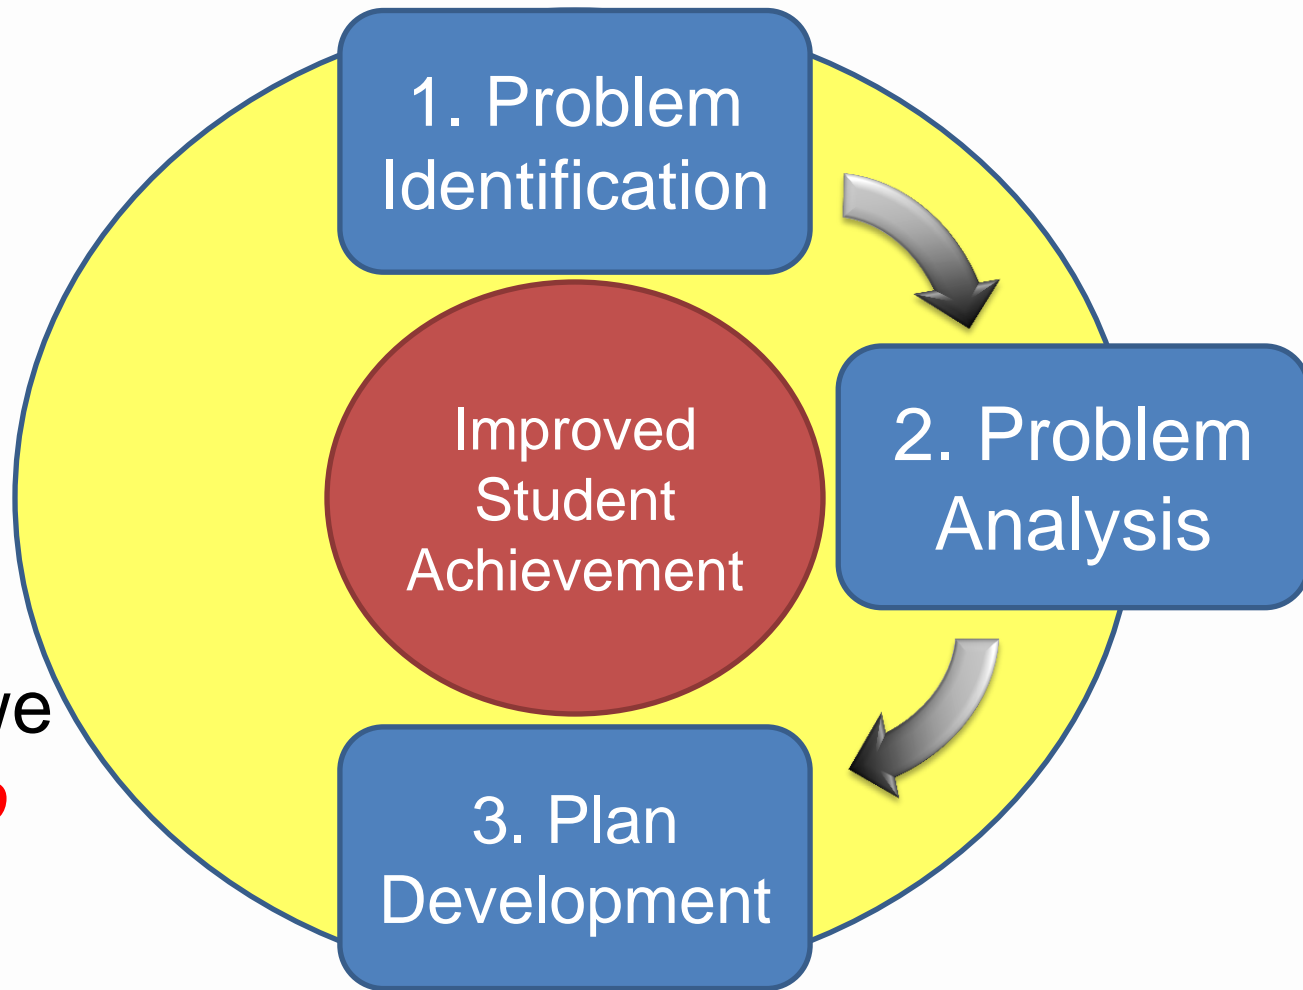 1. Problem
Identification
Improved
Student
Achievement
2. Problem
Analysis
3. Plan
Development